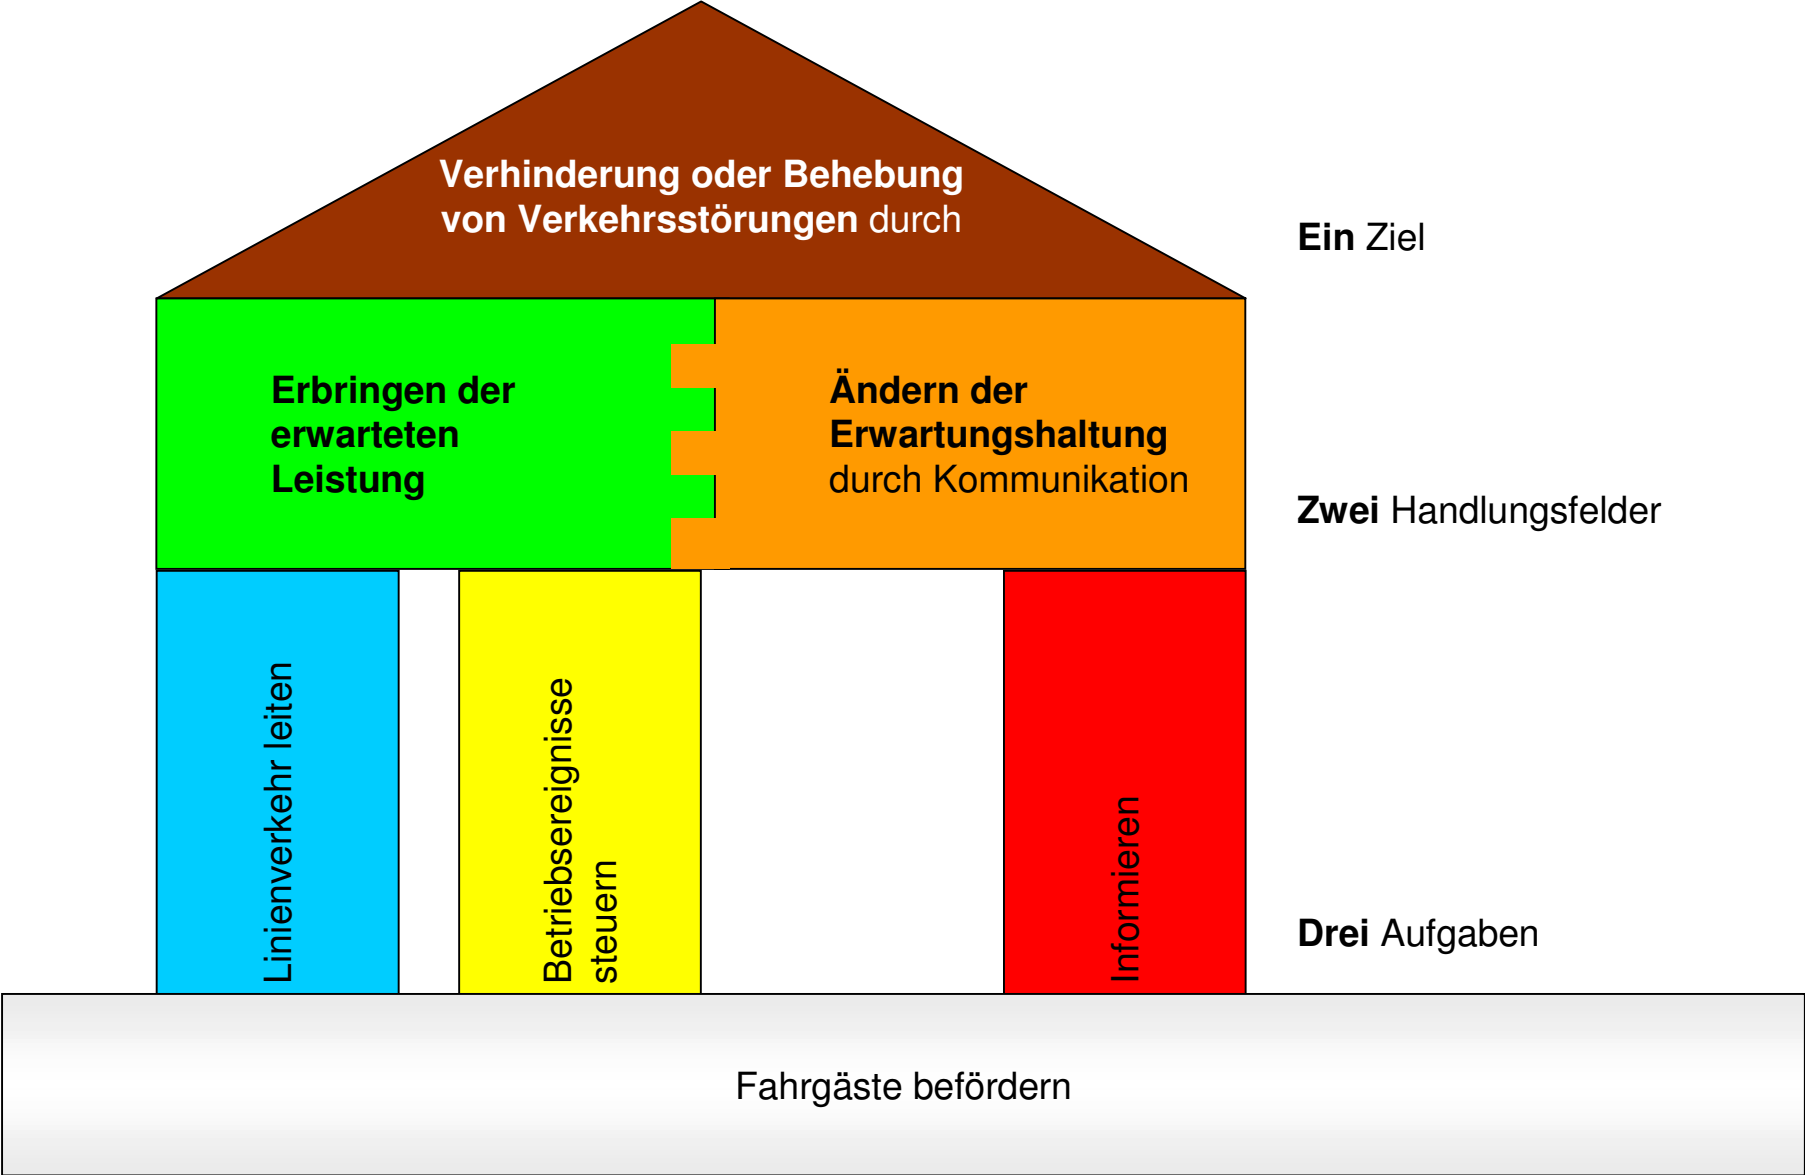 Verhinderung oder Behebung
von Verkehrsstörungen durch
Ein Ziel
Erbringen der
erwarteten
Leistung
Ändern der
Erwartungshaltung
durch Kommunikation
Zwei Handlungsfelder
Linienverkehr leiten
Betriebsereignisse
steuern
Informieren
Drei Aufgaben
Fahrgäste befördern